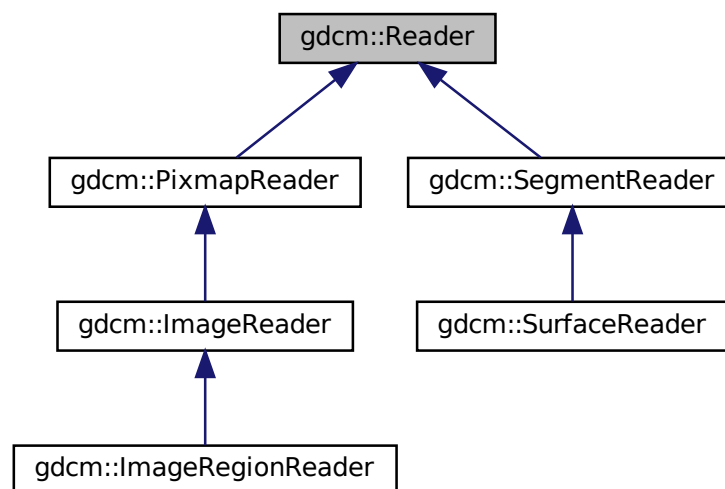 gdcm::Reader
gdcm::PixmapReader
gdcm::SegmentReader
gdcm::ImageReader
gdcm::SurfaceReader
gdcm::ImageRegionReader